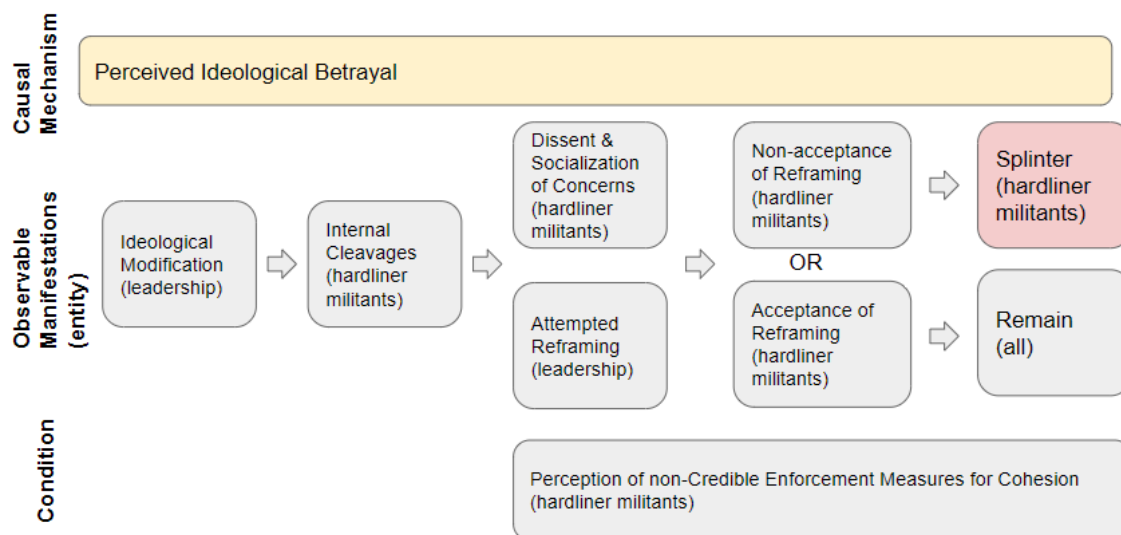 Causal
Mechanism
Perceived Ideological Betrayal
Observable
Manifestations
(entity)
Ideological
Modification
(leadership)
Internal
Cleavages
(hardliner
militants)
Dissent &
Socialization
of Concerns
(hardliner
militants)
Attempted
Reframing
(leadership)
Non-acceptance
of Reframing
(hardliner
militants)
OR
Acceptance of
Reframing
(hardliner
militants)
Splinter
(hardliner
militants)
Remain
(all)
Condition
Perception of non-Credible Enforcement Measures for Cohesion
(hardliner militants)